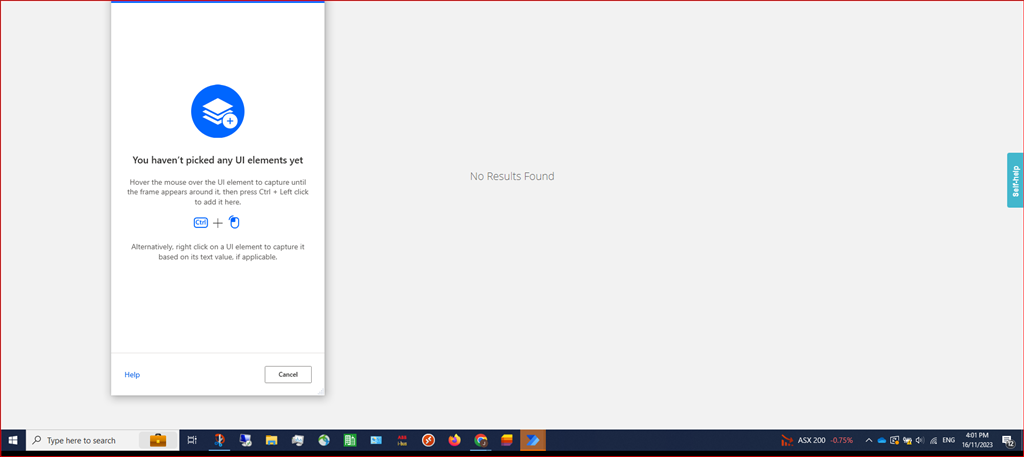 You haven't picked any UI elements yet
Hover the mouse over the UI element to capture until
the frame appears around it, then press Ctrl + Left click
to add it here.
Ctrl
Alternatively, right click on a UI element to capture it
based on its text value, if applicable.
Help
Cancel
No Results Found
Self-help
Type here to search
ASX 200 -0.75%
ENG
4:01 PM
16/11/2023